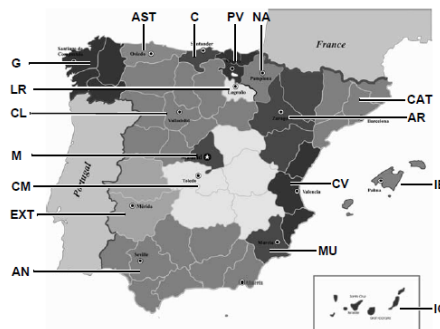 AST
C
PV
NA
Santander
Oviedo
G
France
Pamplona
LR
Logroño
CAT
CL
Valladolid
Zaragoza
Barcelona
AR
M
Toledo
CM
CV
Valencia
Palma
Portugal
EXT
Mérida
Murcia
MU
Sevilla
AN
Almería